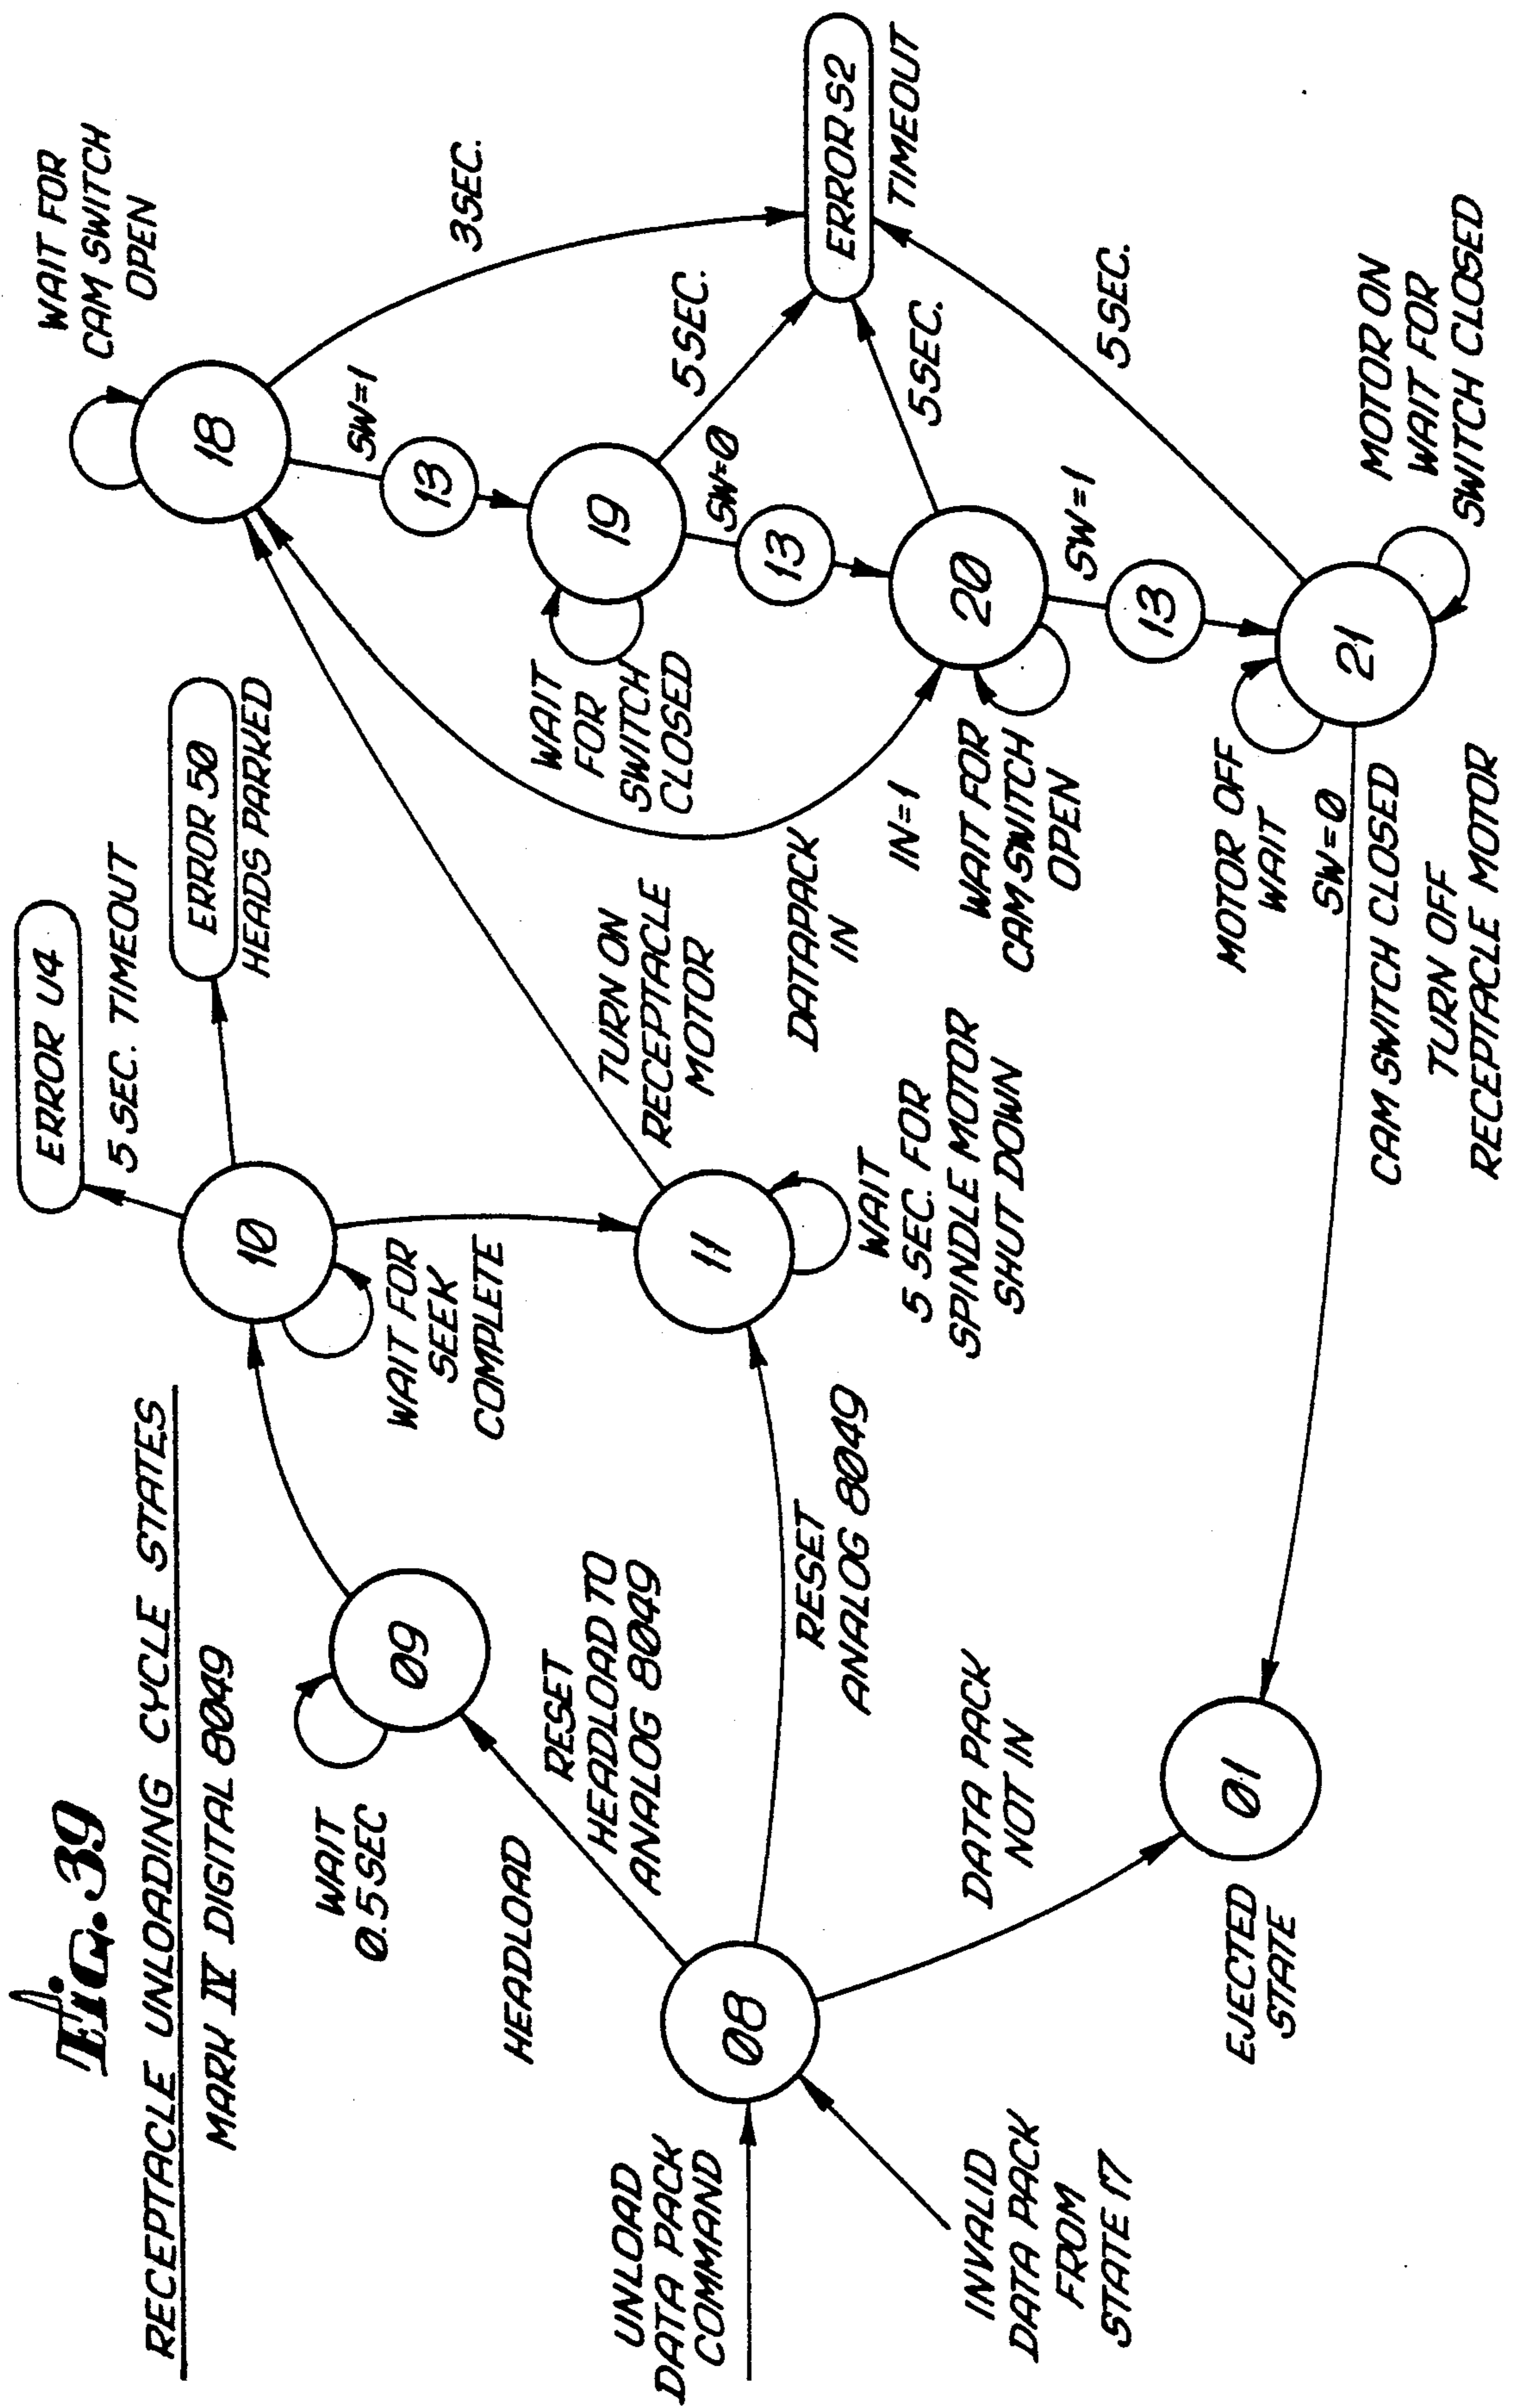 Fig. 39
RECEPTACLE UNLOADING CYCLE STATES
MARK IV DIGITAL 8049
ERROR U4
5 SEC. TIMEOUT
ERROR 50
HEADS PARKED
WAIT FOR
CAM SWITCH
OPEN
18
10
WAIT FOR
SEEK
COMPLETE
WAIT
0.5 SEC
09
HEADLOAD
RESET
HEADLOAD TO
ANALOG 8049
3 SEC.
SW=1
13
19
WAIT
FOR
SWITCH
CLOSED
5 SEC.
SW=0
13
ERROR 52
TIMEOUT
TURN ON
RECEPTACLE
MOTOR
11
WAIT
5 SEC. FOR
SPINDLE MOTOR
SHUT DOWN
DATAPACK
IN
IN=1
20
WAIT FOR
CAM SWITCH
OPEN
5 SEC.
SW=1
13
5 SEC.
UNLOAD
DATA PACK
COMMAND
08
RESET
ANALOG 8049
INVALID
DATA PACK
FROM
STATE 17
DATA PACK
NOT IN
01
EJECTED
STATE
MOTOR OFF
WAIT
21
MOTOR ON
WAIT FOR
SWITCH CLOSED
SW=0
CAM SWITCH CLOSED
TURN OFF
RECEPTACLE MOTOR